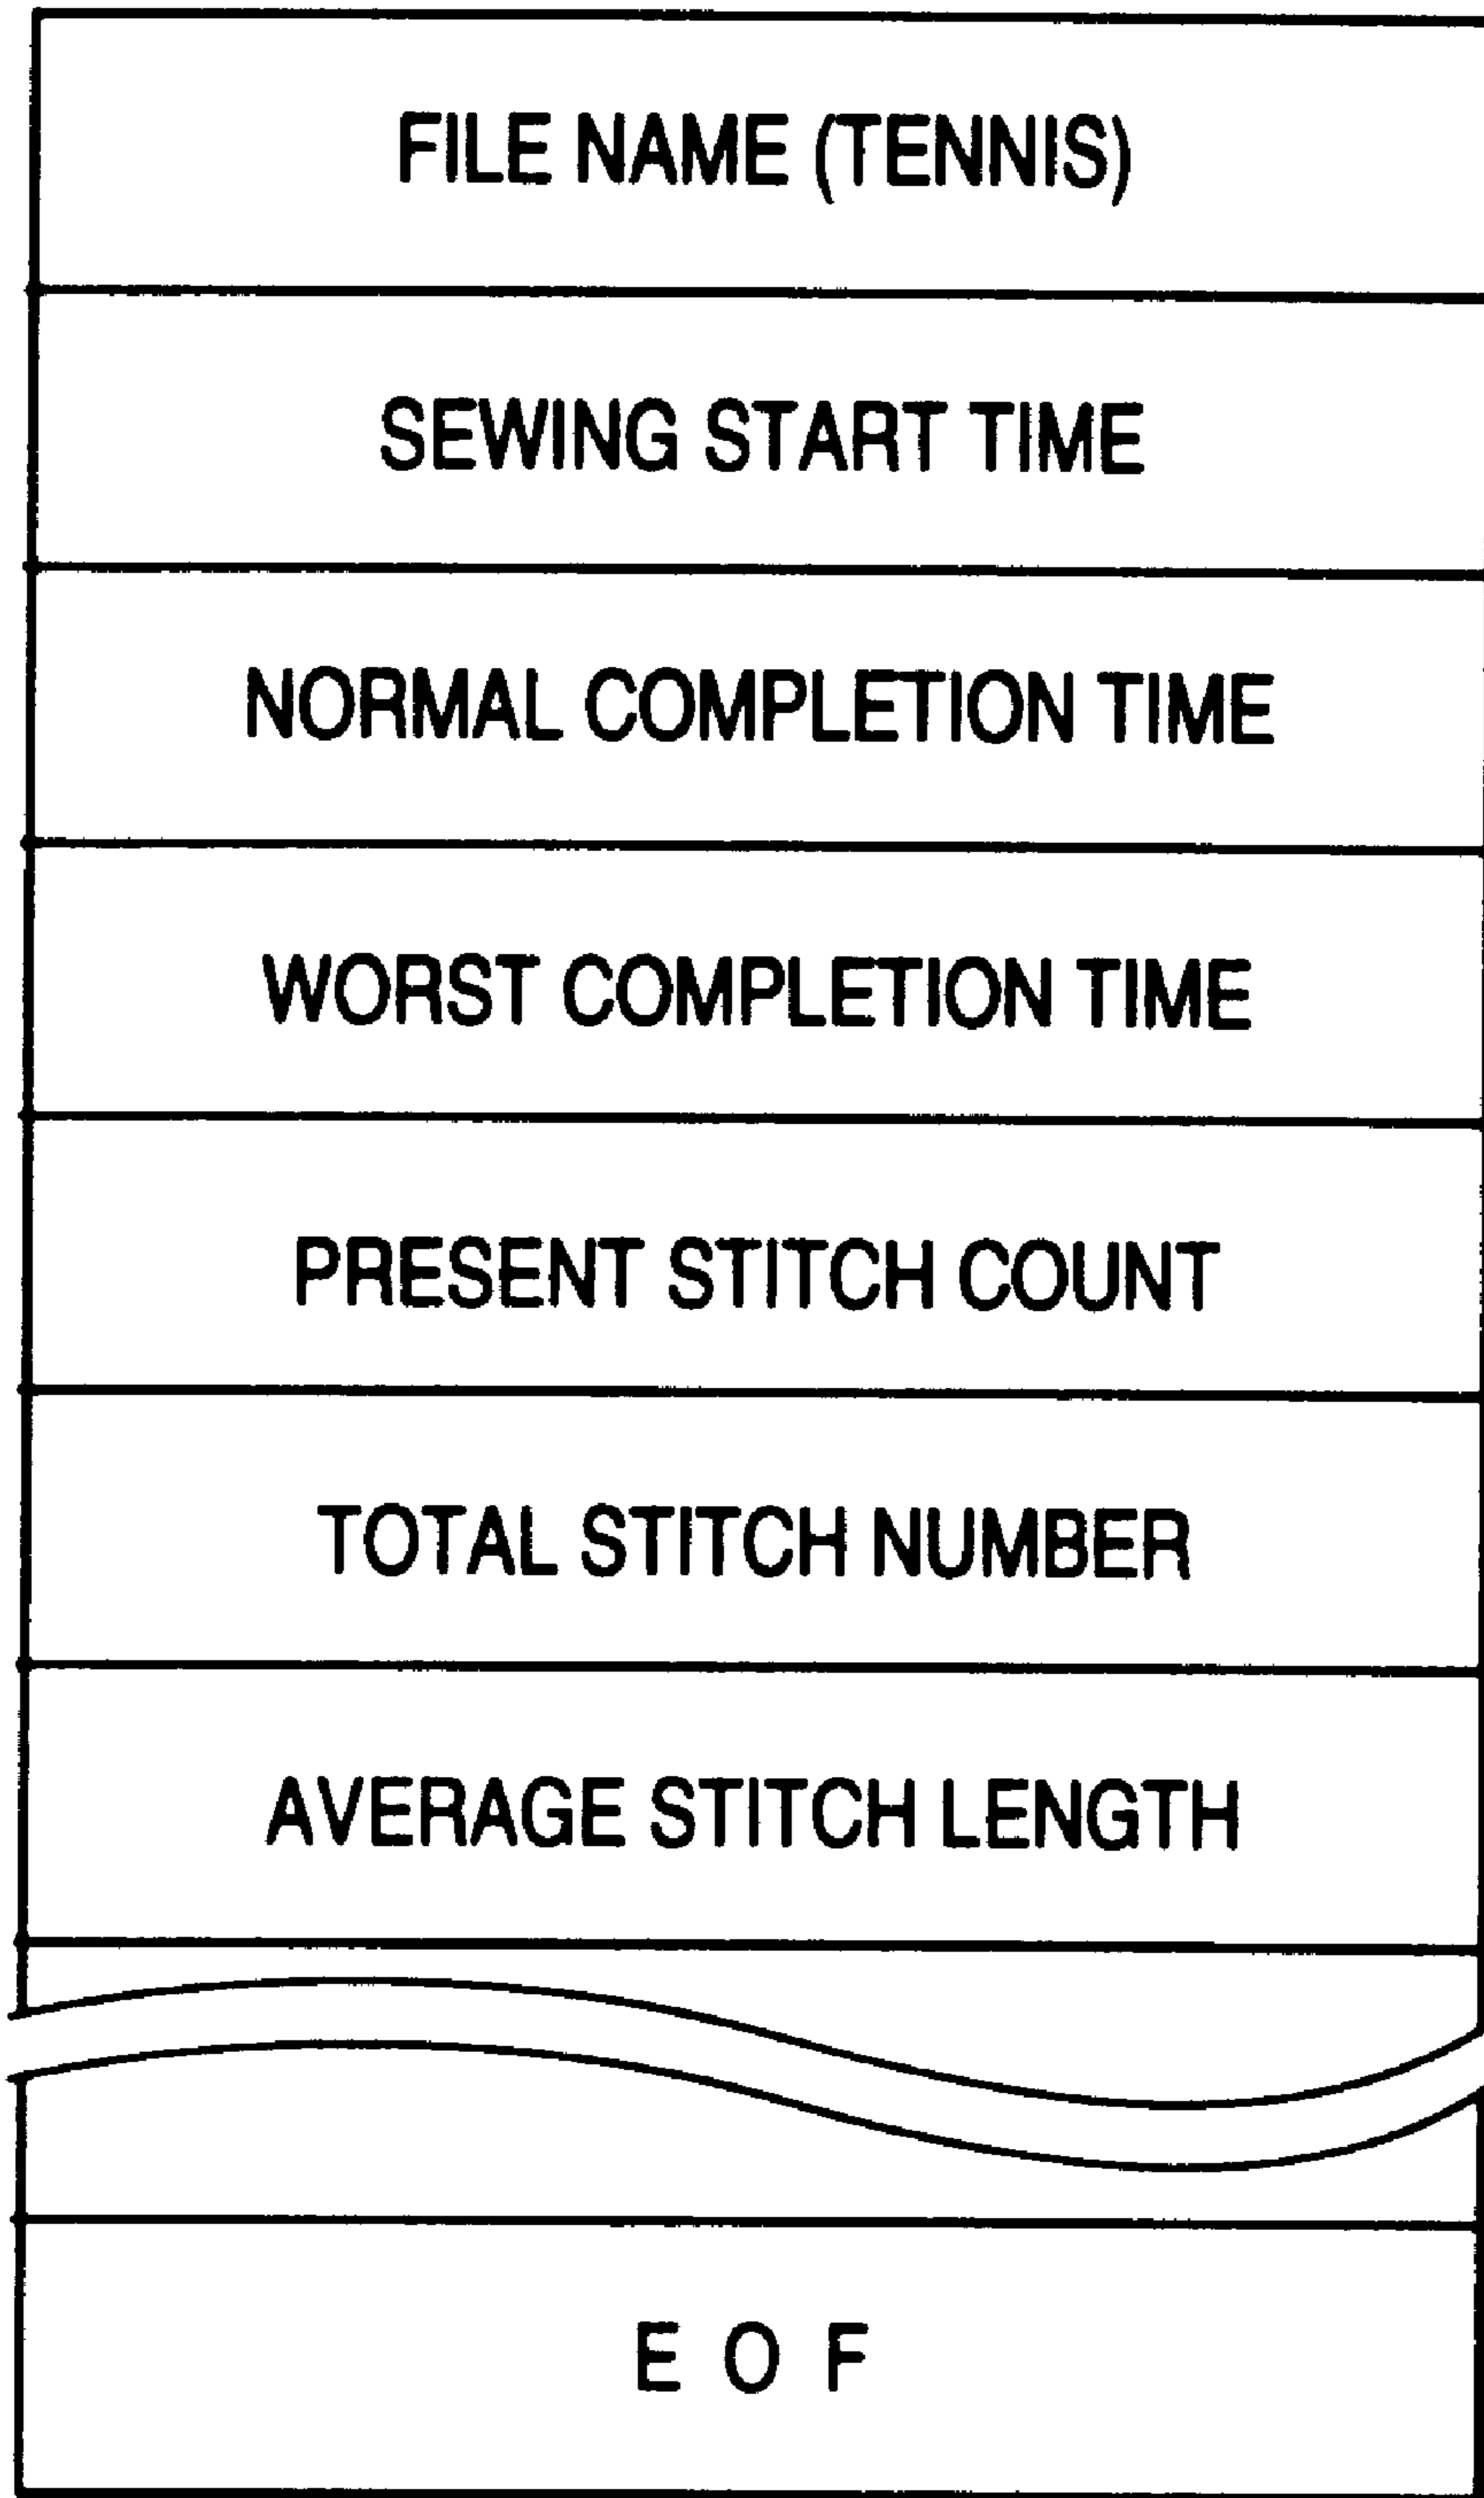 FILE NAME (TENNIS)
SEWING START TIME
NORMAL COMPLETION TIME
WORST COMPLETION TIME
PRESENT STITCH COUNT
TOTAL STITCH NUMBER
AVERAGE STITCH LENGTH
E O F